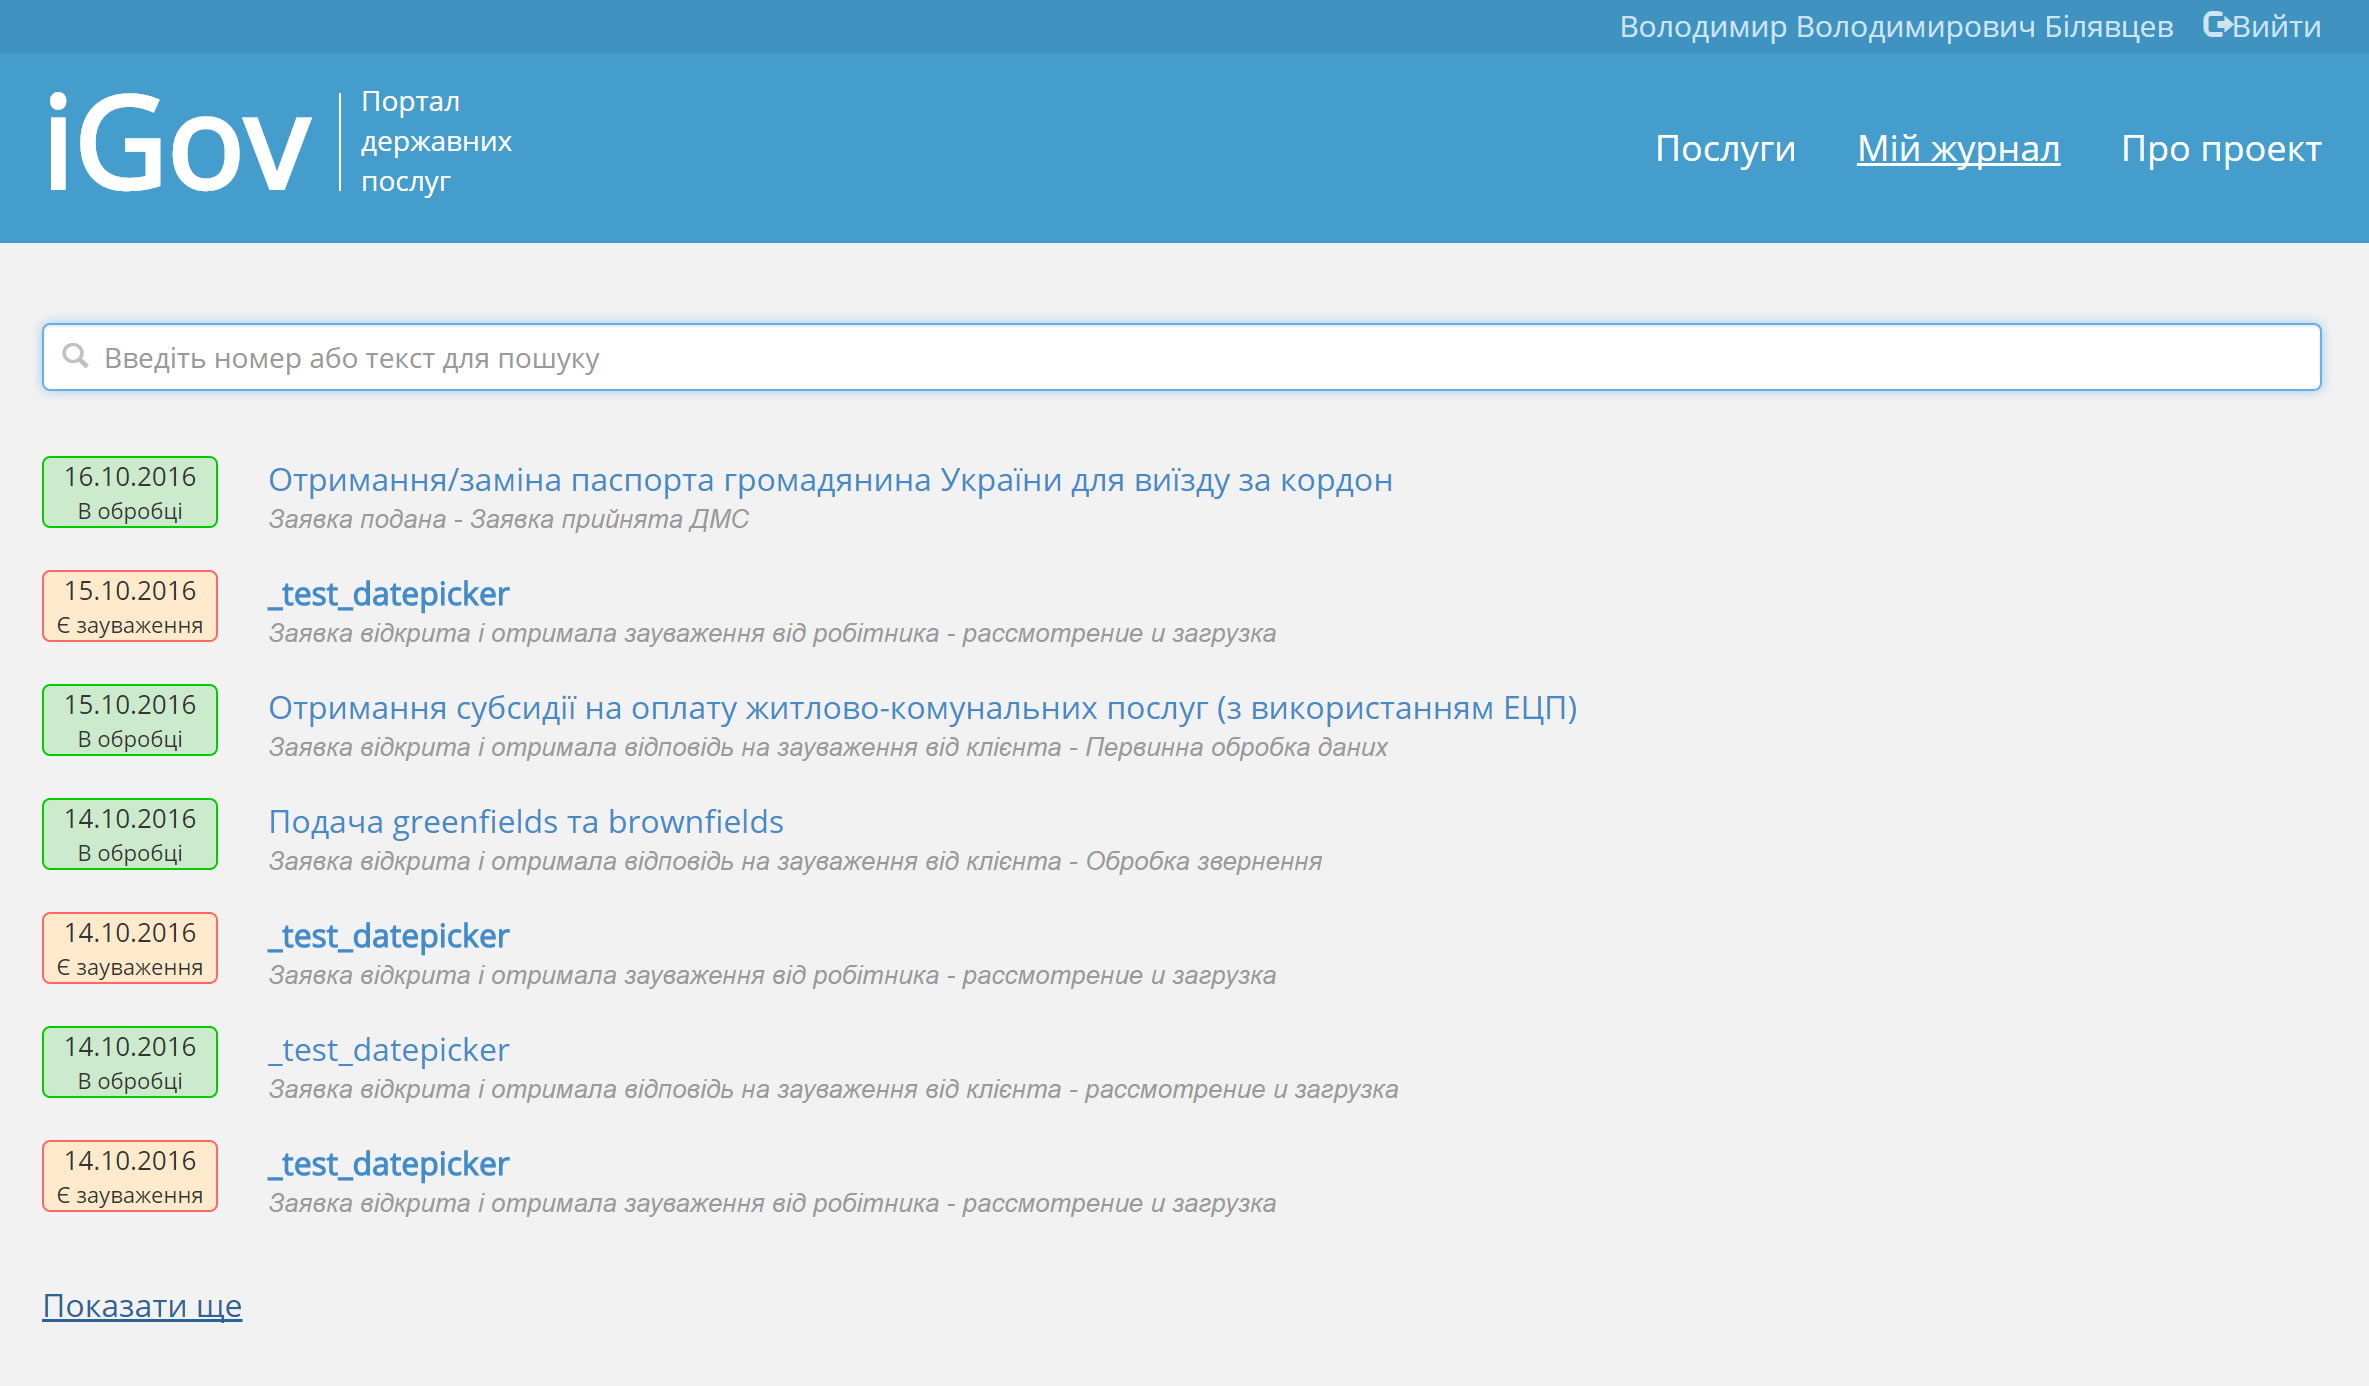 Володимир Володимирович Білявцев Вийти
iGov
Портал
державних
послуг
Послуги Мій журнал Про проект
Введіть номер або текст для пошуку
16.10.2016
В обробці
Отримання/заміна паспорта громадянина України для виїзду за кордон
Заявка подана - Заявка прийнята ДМС
15.10.2016
Є зауваження
_test_datepicker
Заявка відкрита і отримала зауваження від робітника - рассмотрение и загрузка
15.10.2016
В обробці
Отримання субсидії на оплату житлово-комунальних послуг (з використанням ЕЦП)
Заявка відкрита і отримала відповідь на зауваження від клієнта - Первинна обробка даних
14.10.2016
В обробці
Подача greenfields та brownfields
Заявка відкрита і отримала відповідь на зауваження від клієнта - Обробка звернення
14.10.2016
Є зауваження
_test_datepicker
Заявка відкрита і отримала зауваження від робітника - рассмотрение и загрузка
14.10.2016
В обробці
_test_datepicker
Заявка відкрита і отримала відповідь на зауваження від клієнта - рассмотрение и загрузка
14.10.2016
Є зауваження
_test_datepicker
Заявка відкрита і отримала зауваження від робітника - рассмотрение и загрузка
Показати ще